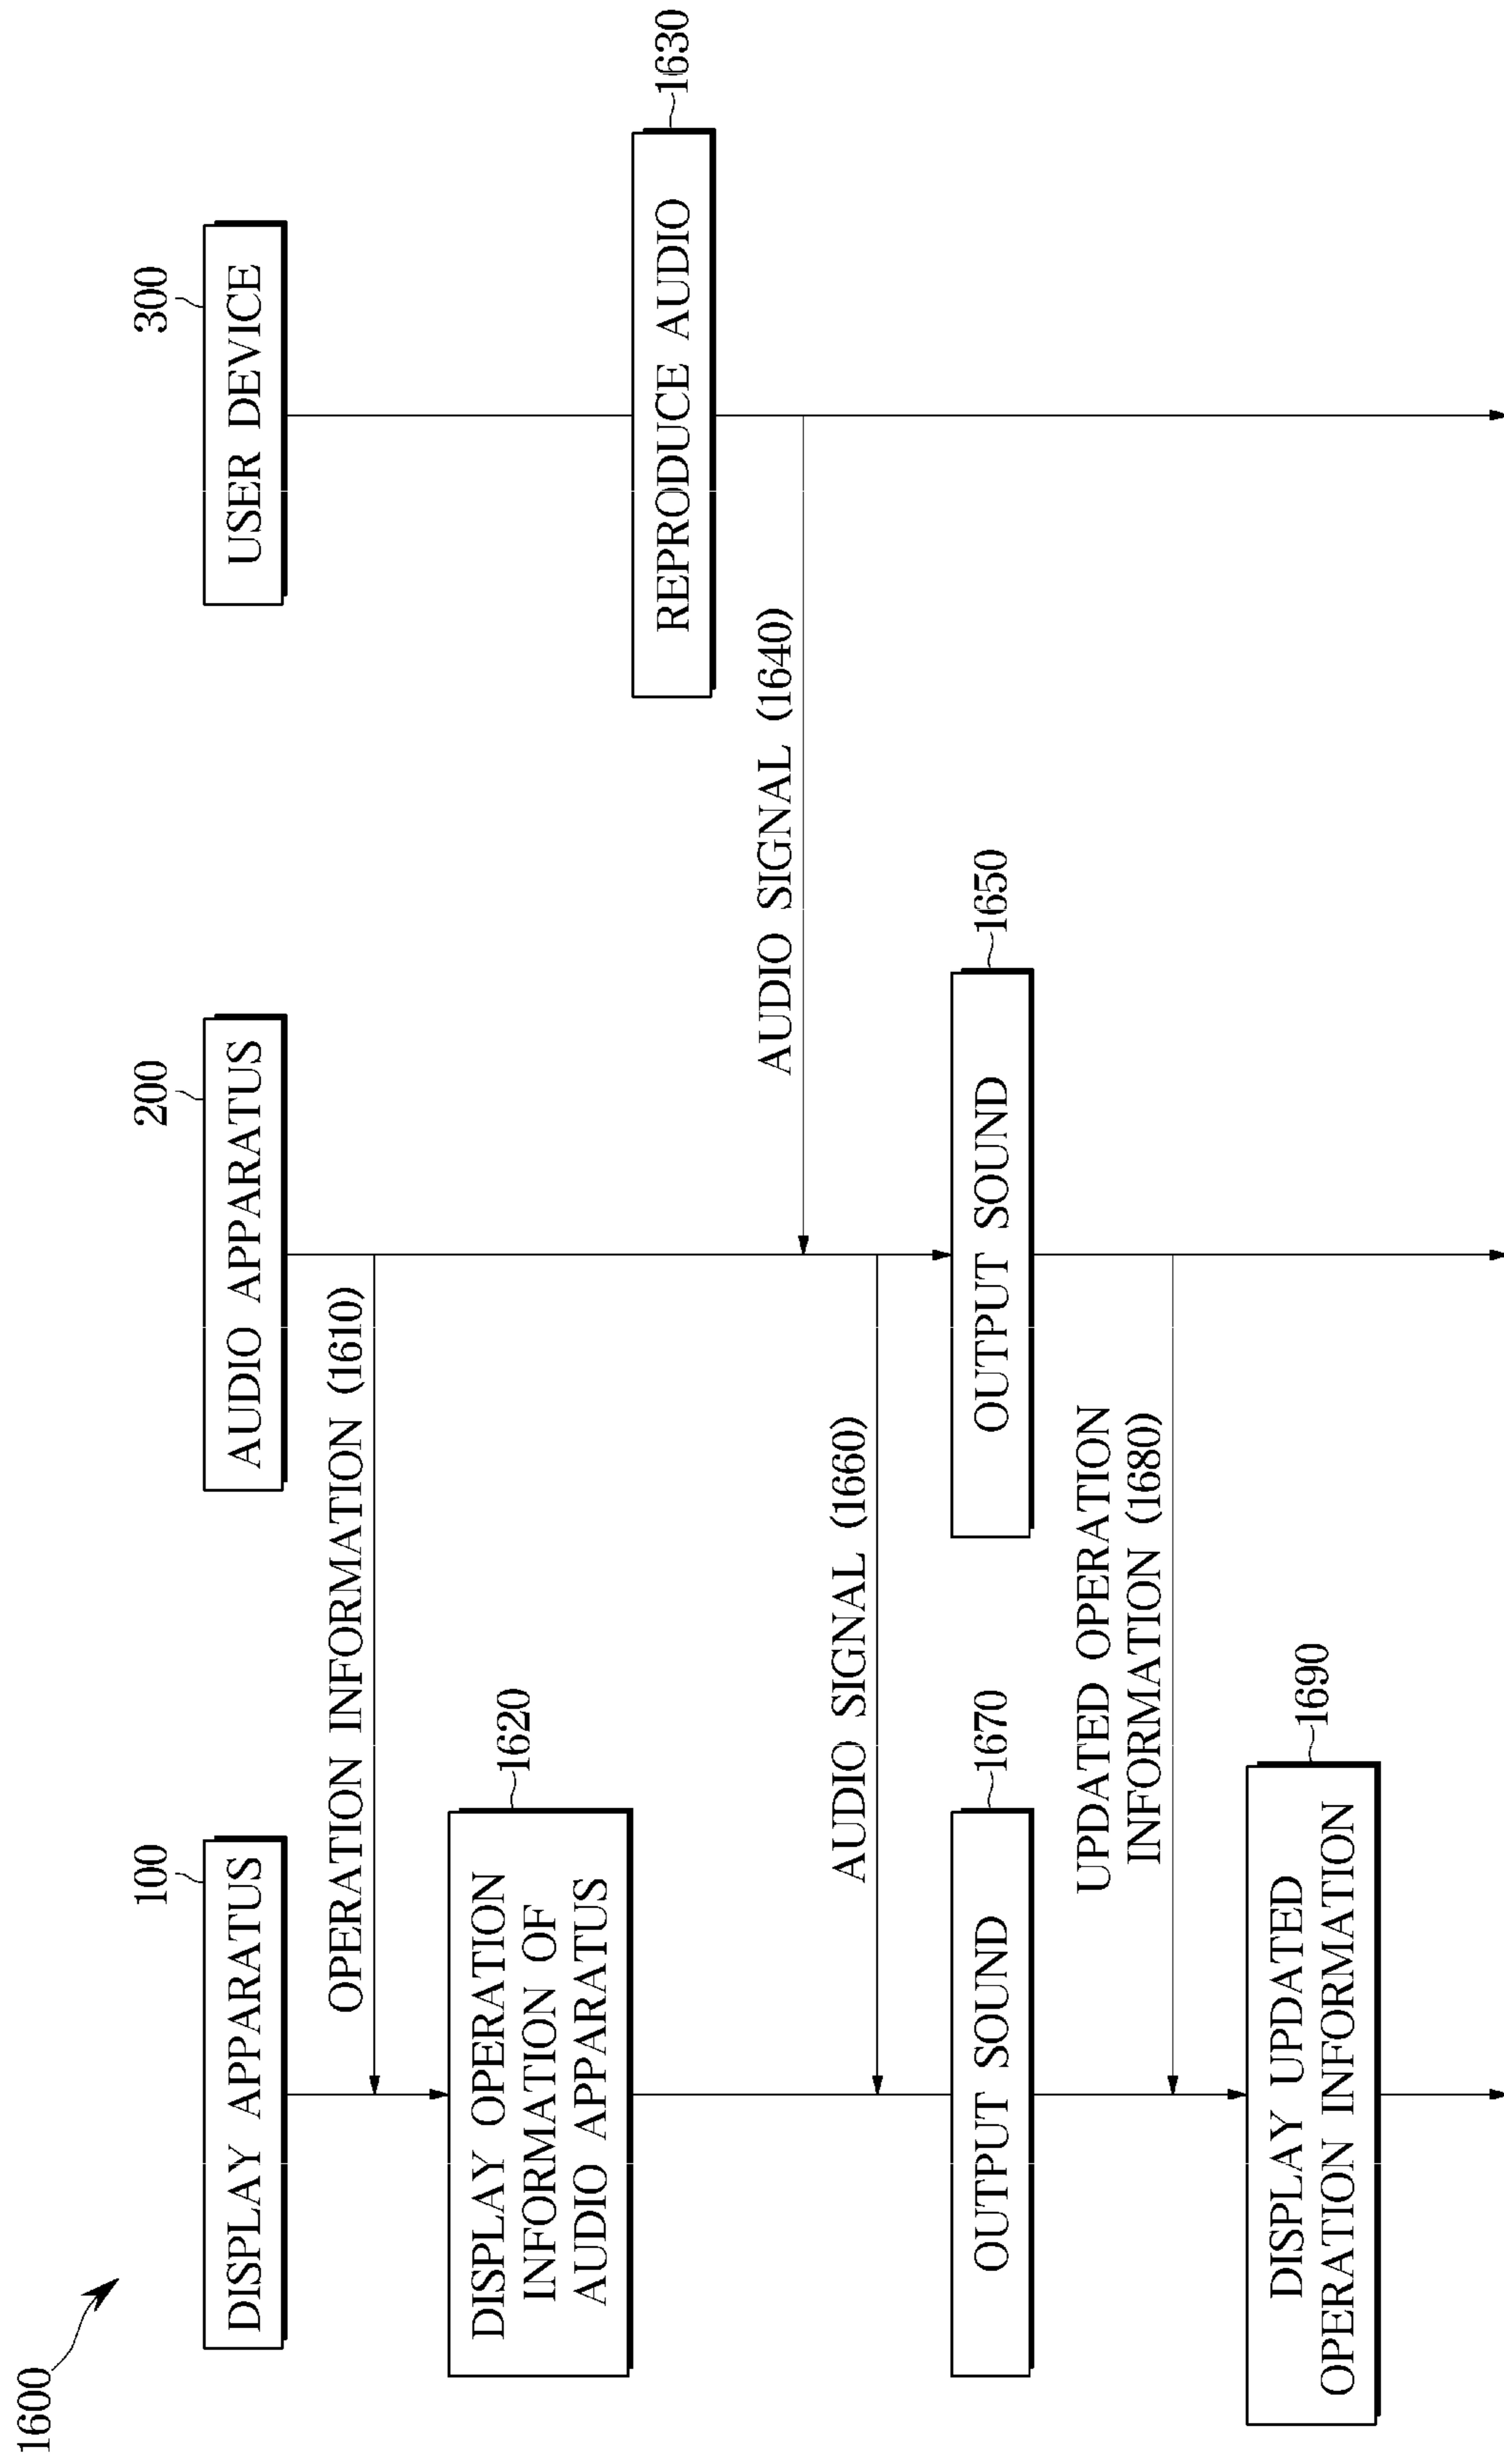 1600
100
200
300
DISPLAY APPARATUS
AUDIO APPARATUS
USER DEVICE
OPERATION INFORMATION (1610)
DISPLAY OPERATION
INFORMATION OF
AUDIO APPARATUS
1620
REPRODUCE AUDIO
1630
AUDIO SIGNAL (1640)
AUDIO SIGNAL (1660)
OUTPUT SOUND
1670
OUTPUT SOUND
1650
UPDATED OPERATION
INFORMATION (1680)
DISPLAY UPDATED
OPERATION INFORMATION
1690